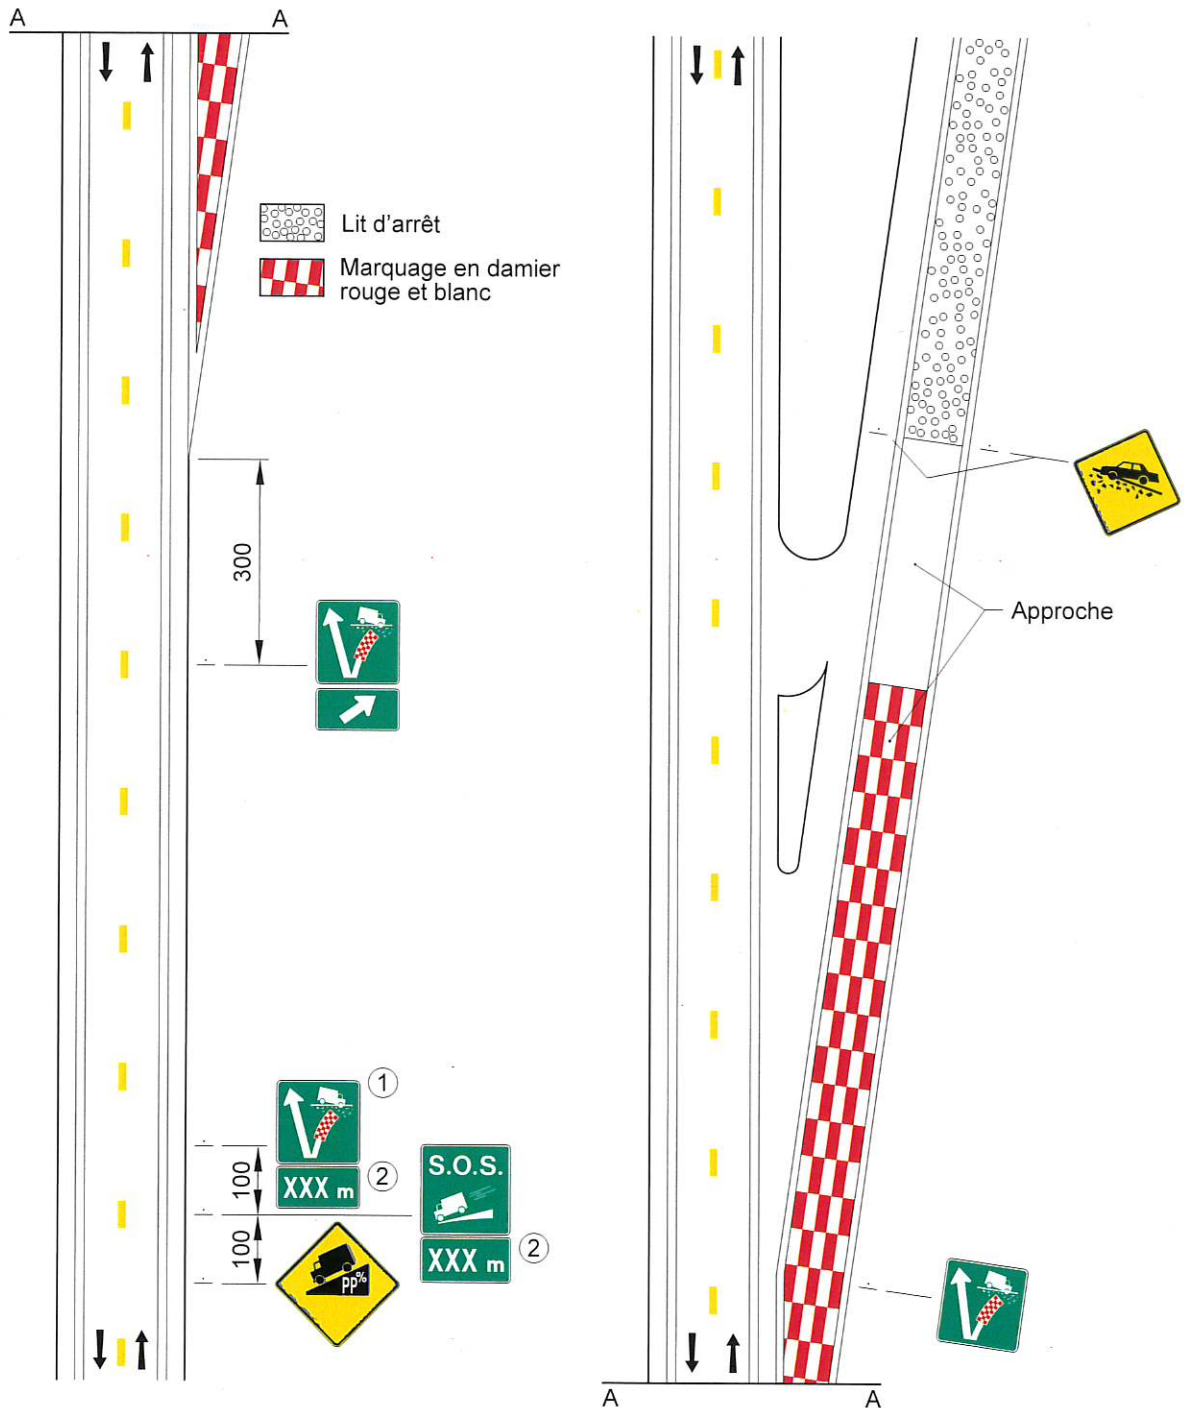 A A
Lit d'arrêt
Marquage en damier
rouge et blanc
300
1
100
XXX m
2
S.O.S.
100
XXX m
2
PP%
Approche
A A